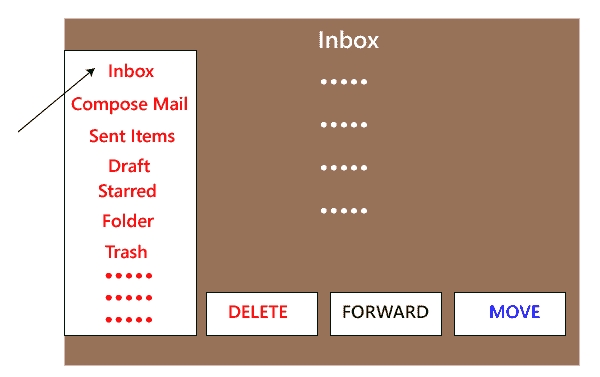 Inbox
Inbox
Compose Mail
Sent Items
Draft
Starred
Folder
Trash
DELETE
FORWARD
MOVE